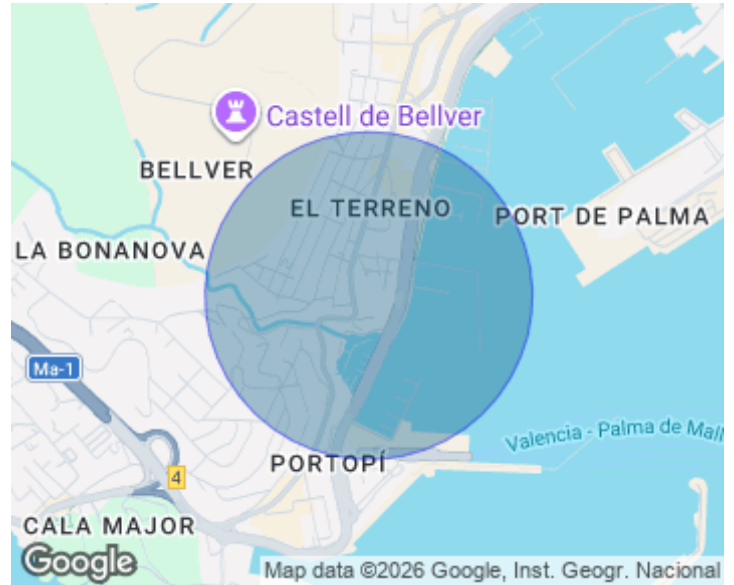 Castell de Bellver
BELLVER
EL TERRENO
PORT DE PALMA
LA BONANOVA
Ma-1
Valencia - Palma de Mall
PORTOPÍ
4
CALA MAJOR
Google
Map data ©2026 Google, Inst. Geogr. Nacional